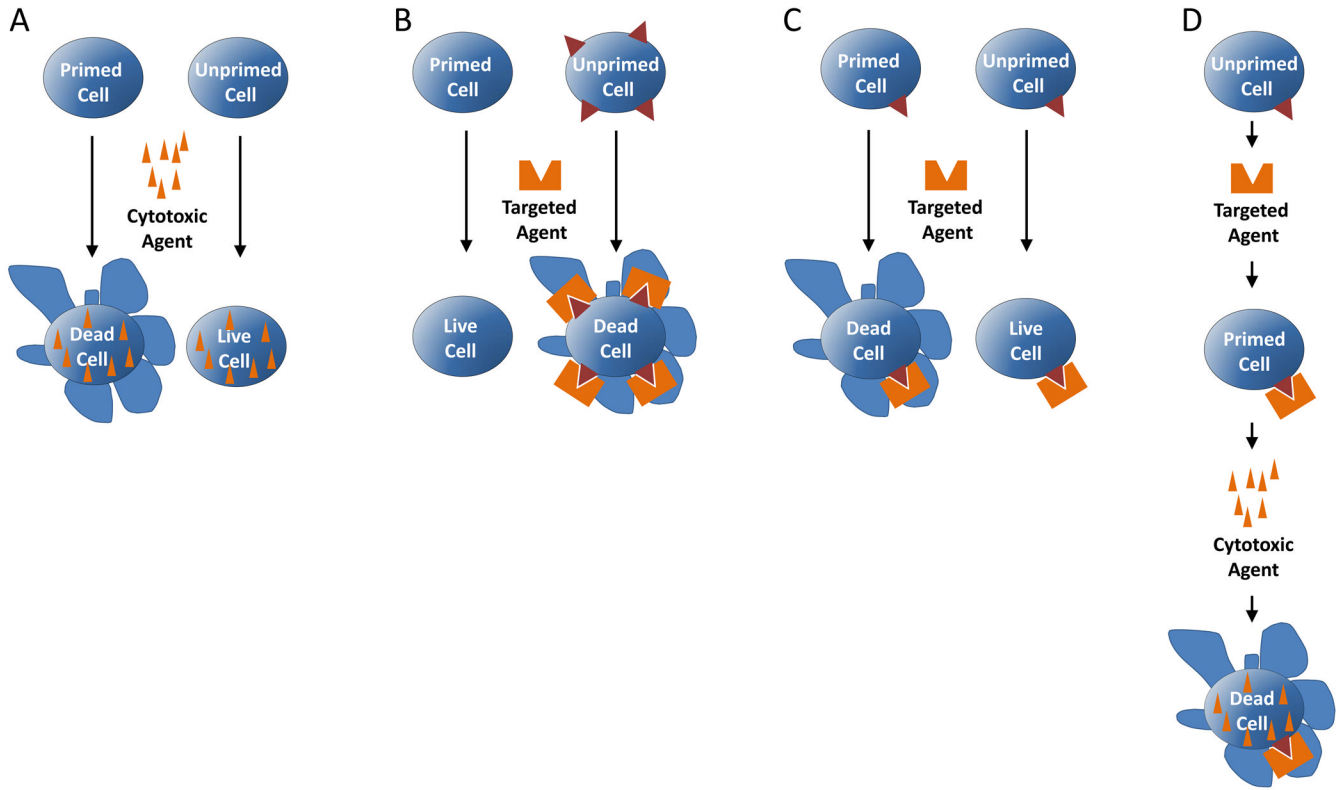 A
Primed
Cell
Unprimed
Cell
Cytotoxic
Agent
Dead
Cell
Live
Cell
B
Primed
Cell
Unprimed
Cell
Targeted
Agent
Live
Cell
Dead
Cell
C
Primed
Cell
Unprimed
Cell
Targeted
Agent
Dead
Cell
Live
Cell
D
Unprimed
Cell
Targeted
Agent
Primed
Cell
Cytotoxic
Agent
Dead
Cell